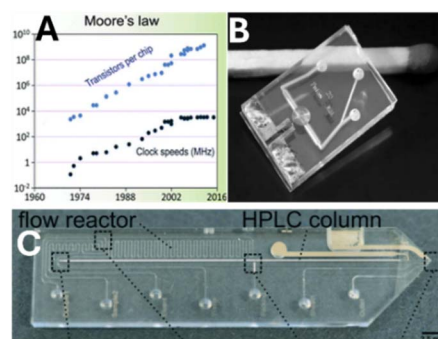 A
Moore's law
10¹⁰
10⁸
10⁶
10⁴
10²
1
10⁻²
Transistors per chip
Clock speeds (MHz)
1960
1974
1988
2002
2016
B
flow reactor
HPLC column
C